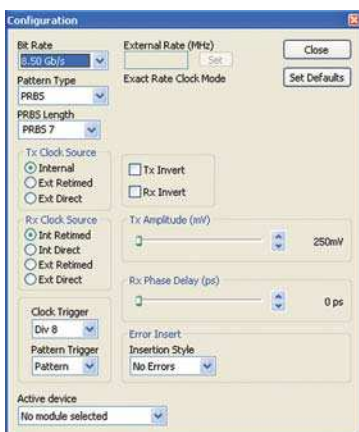 Configuration
Bit Rate
8.50 Gb/s
External Rate (MHz)
Set
Close
Pattern Type
PRBS
Exact Rate Clock Mode
Set Defaults
PRBS Length
PRBS 7
Tx Clock Source
Internal
Ext Retimed
Ext Direct
Tx Invert
Rx Invert
Rx Clock Source
Int Retimed
Int Direct
Ext Retimed
Ext Direct
Tx Amplitude (mV)
250mV
Rx Phase Delay (ps)
0 ps
Clock Trigger
Div 8
Pattern Trigger
Pattern
Error Insert
Insertion Style
No Errors
Active device
No module selected